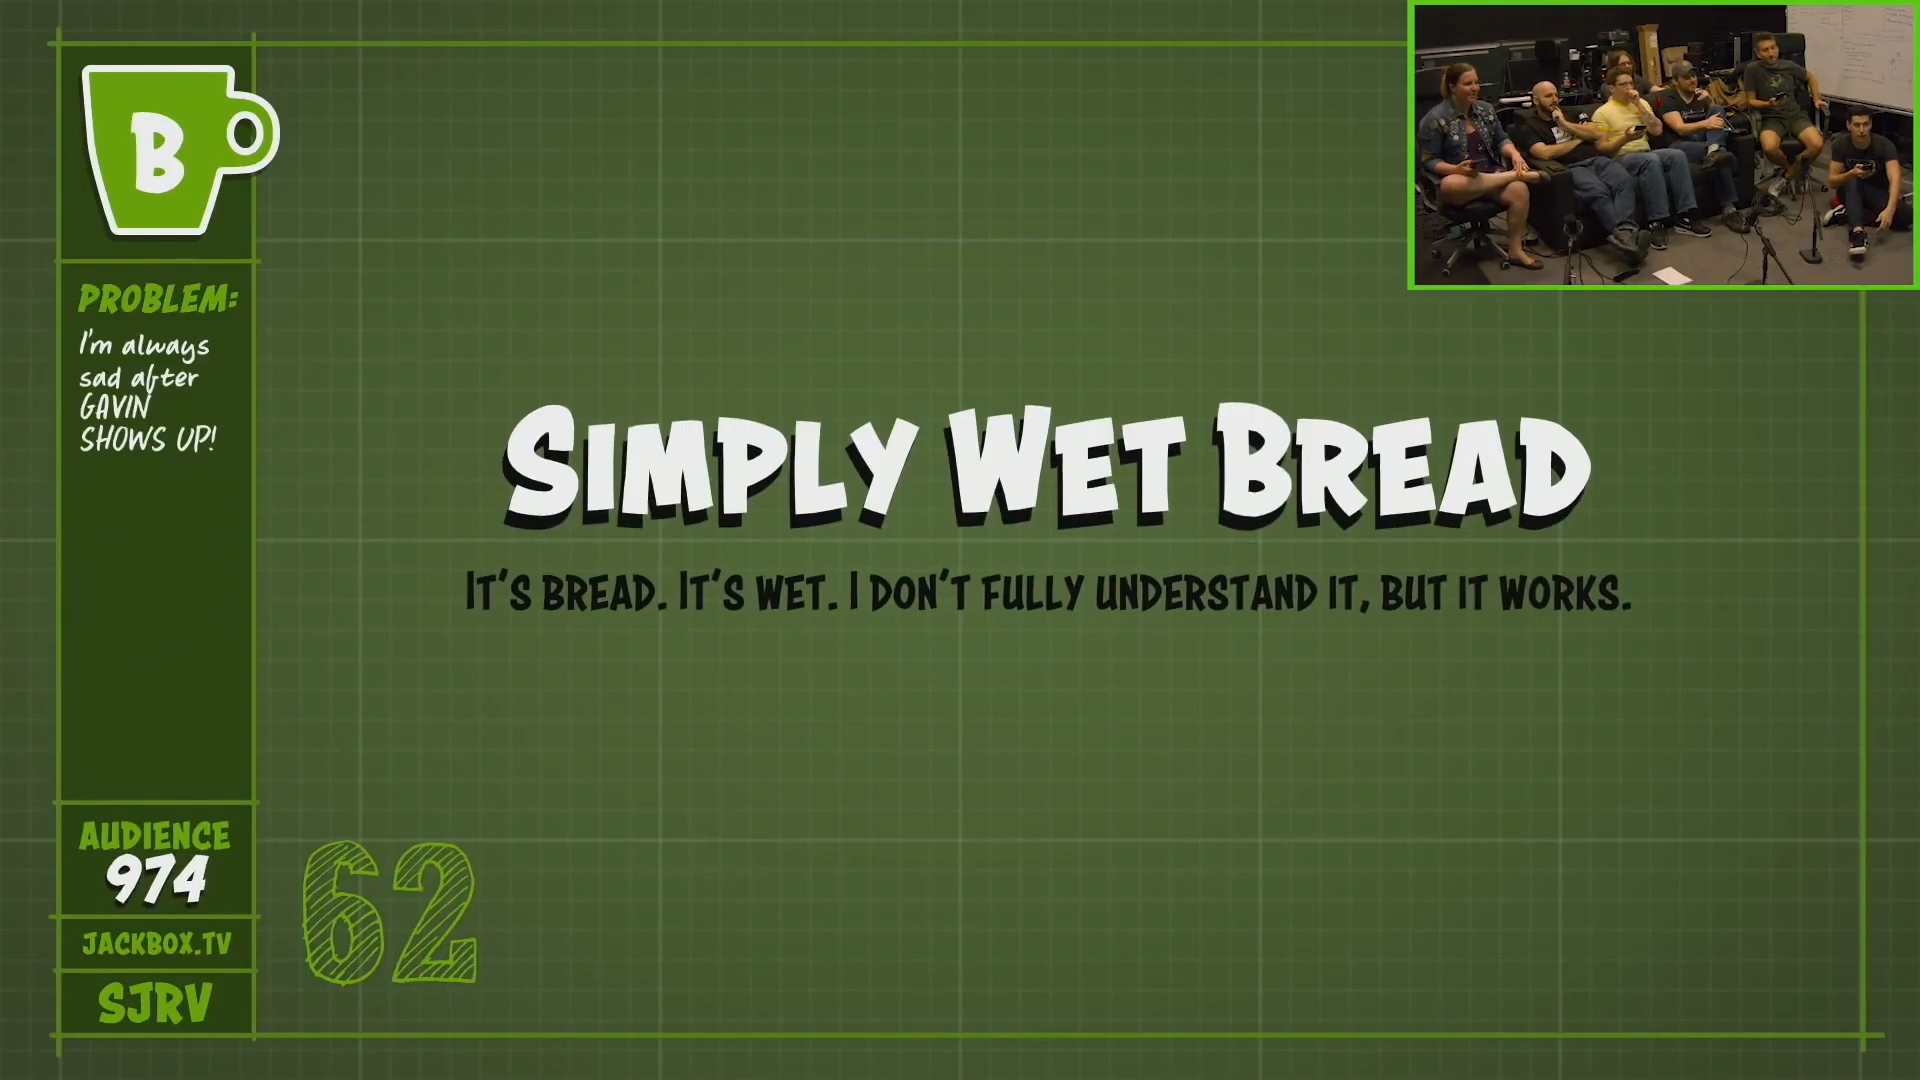 B
PROBLEM:
I'm always
sad after
GAVIN
SHOWS UP!
SIMPLY WET BREAD
IT'S BREAD. IT'S WET. I DON'T FULLY UNDERSTAND IT, BUT IT WORKS.
AUDIENCE
974
62
JACKBOX.TV
SJRV